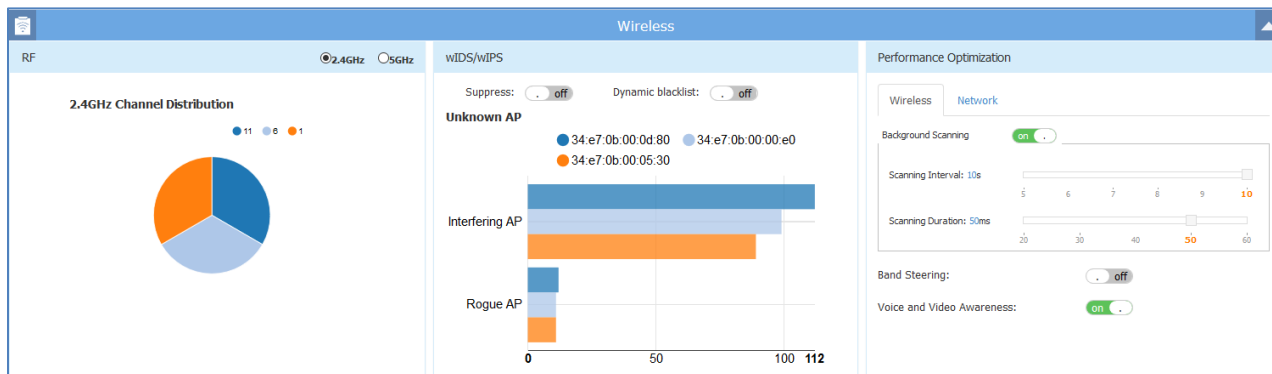 Wireless
RF
2.4GHz 5GHz
2.4GHz Channel Distribution
11 6 1
wIDS/wIPS
Suppress: . off Dynamic blacklist: . off
Unknown AP
34:e7:0b:00:0d:80 34:e7:0b:00:00:e0
34:e7:0b:00:05:30
Interfering AP
Rogue AP
0 50 100 112
Performance Optimization
Wireless Network
Background Scanning on .
Scanning Interval: 10s
5 6 7 8 9 10
Scanning Duration: 50ms
20 30 40 50 60
Band Steering: . off
Voice and Video Awareness: on .